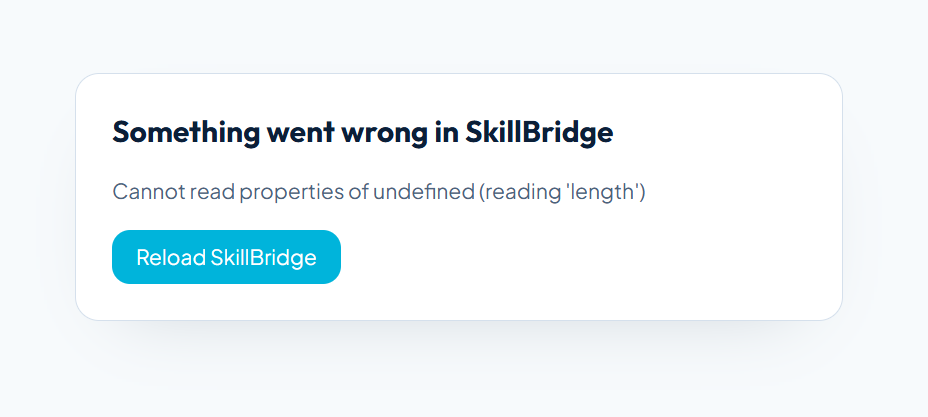 Something went wrong in SkillBridge
Cannot read properties of undefined (reading 'length')
Reload SkillBridge